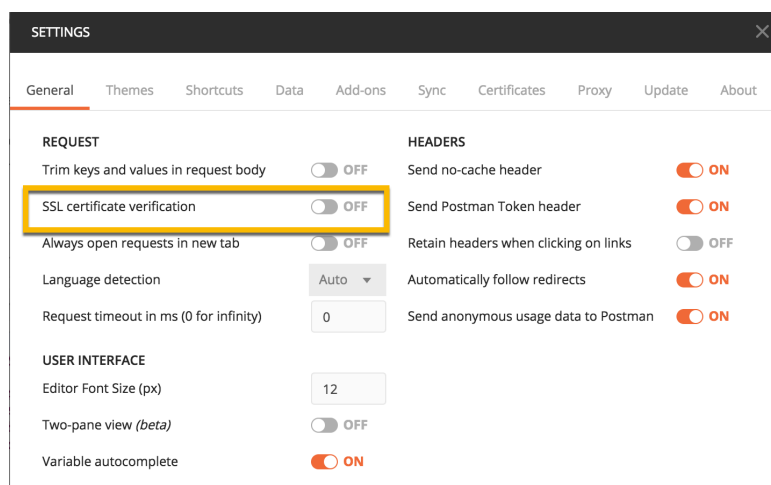 SETTINGS
General Themes Shortcuts Data Add-ons Sync Certificates Proxy Update About
REQUEST
Trim keys and values in request body OFF
SSL certificate verification OFF
Always open requests in new tab OFF
Language detection Auto
Request timeout in ms (0 for infinity) 0
USER INTERFACE
Editor Font Size (px) 12
Two-pane view (beta) OFF
Variable autocomplete ON
HEADERS
Send no-cache header ON
Send Postman Token header ON
Retain headers when clicking on links OFF
Automatically follow redirects ON
Send anonymous usage data to Postman ON